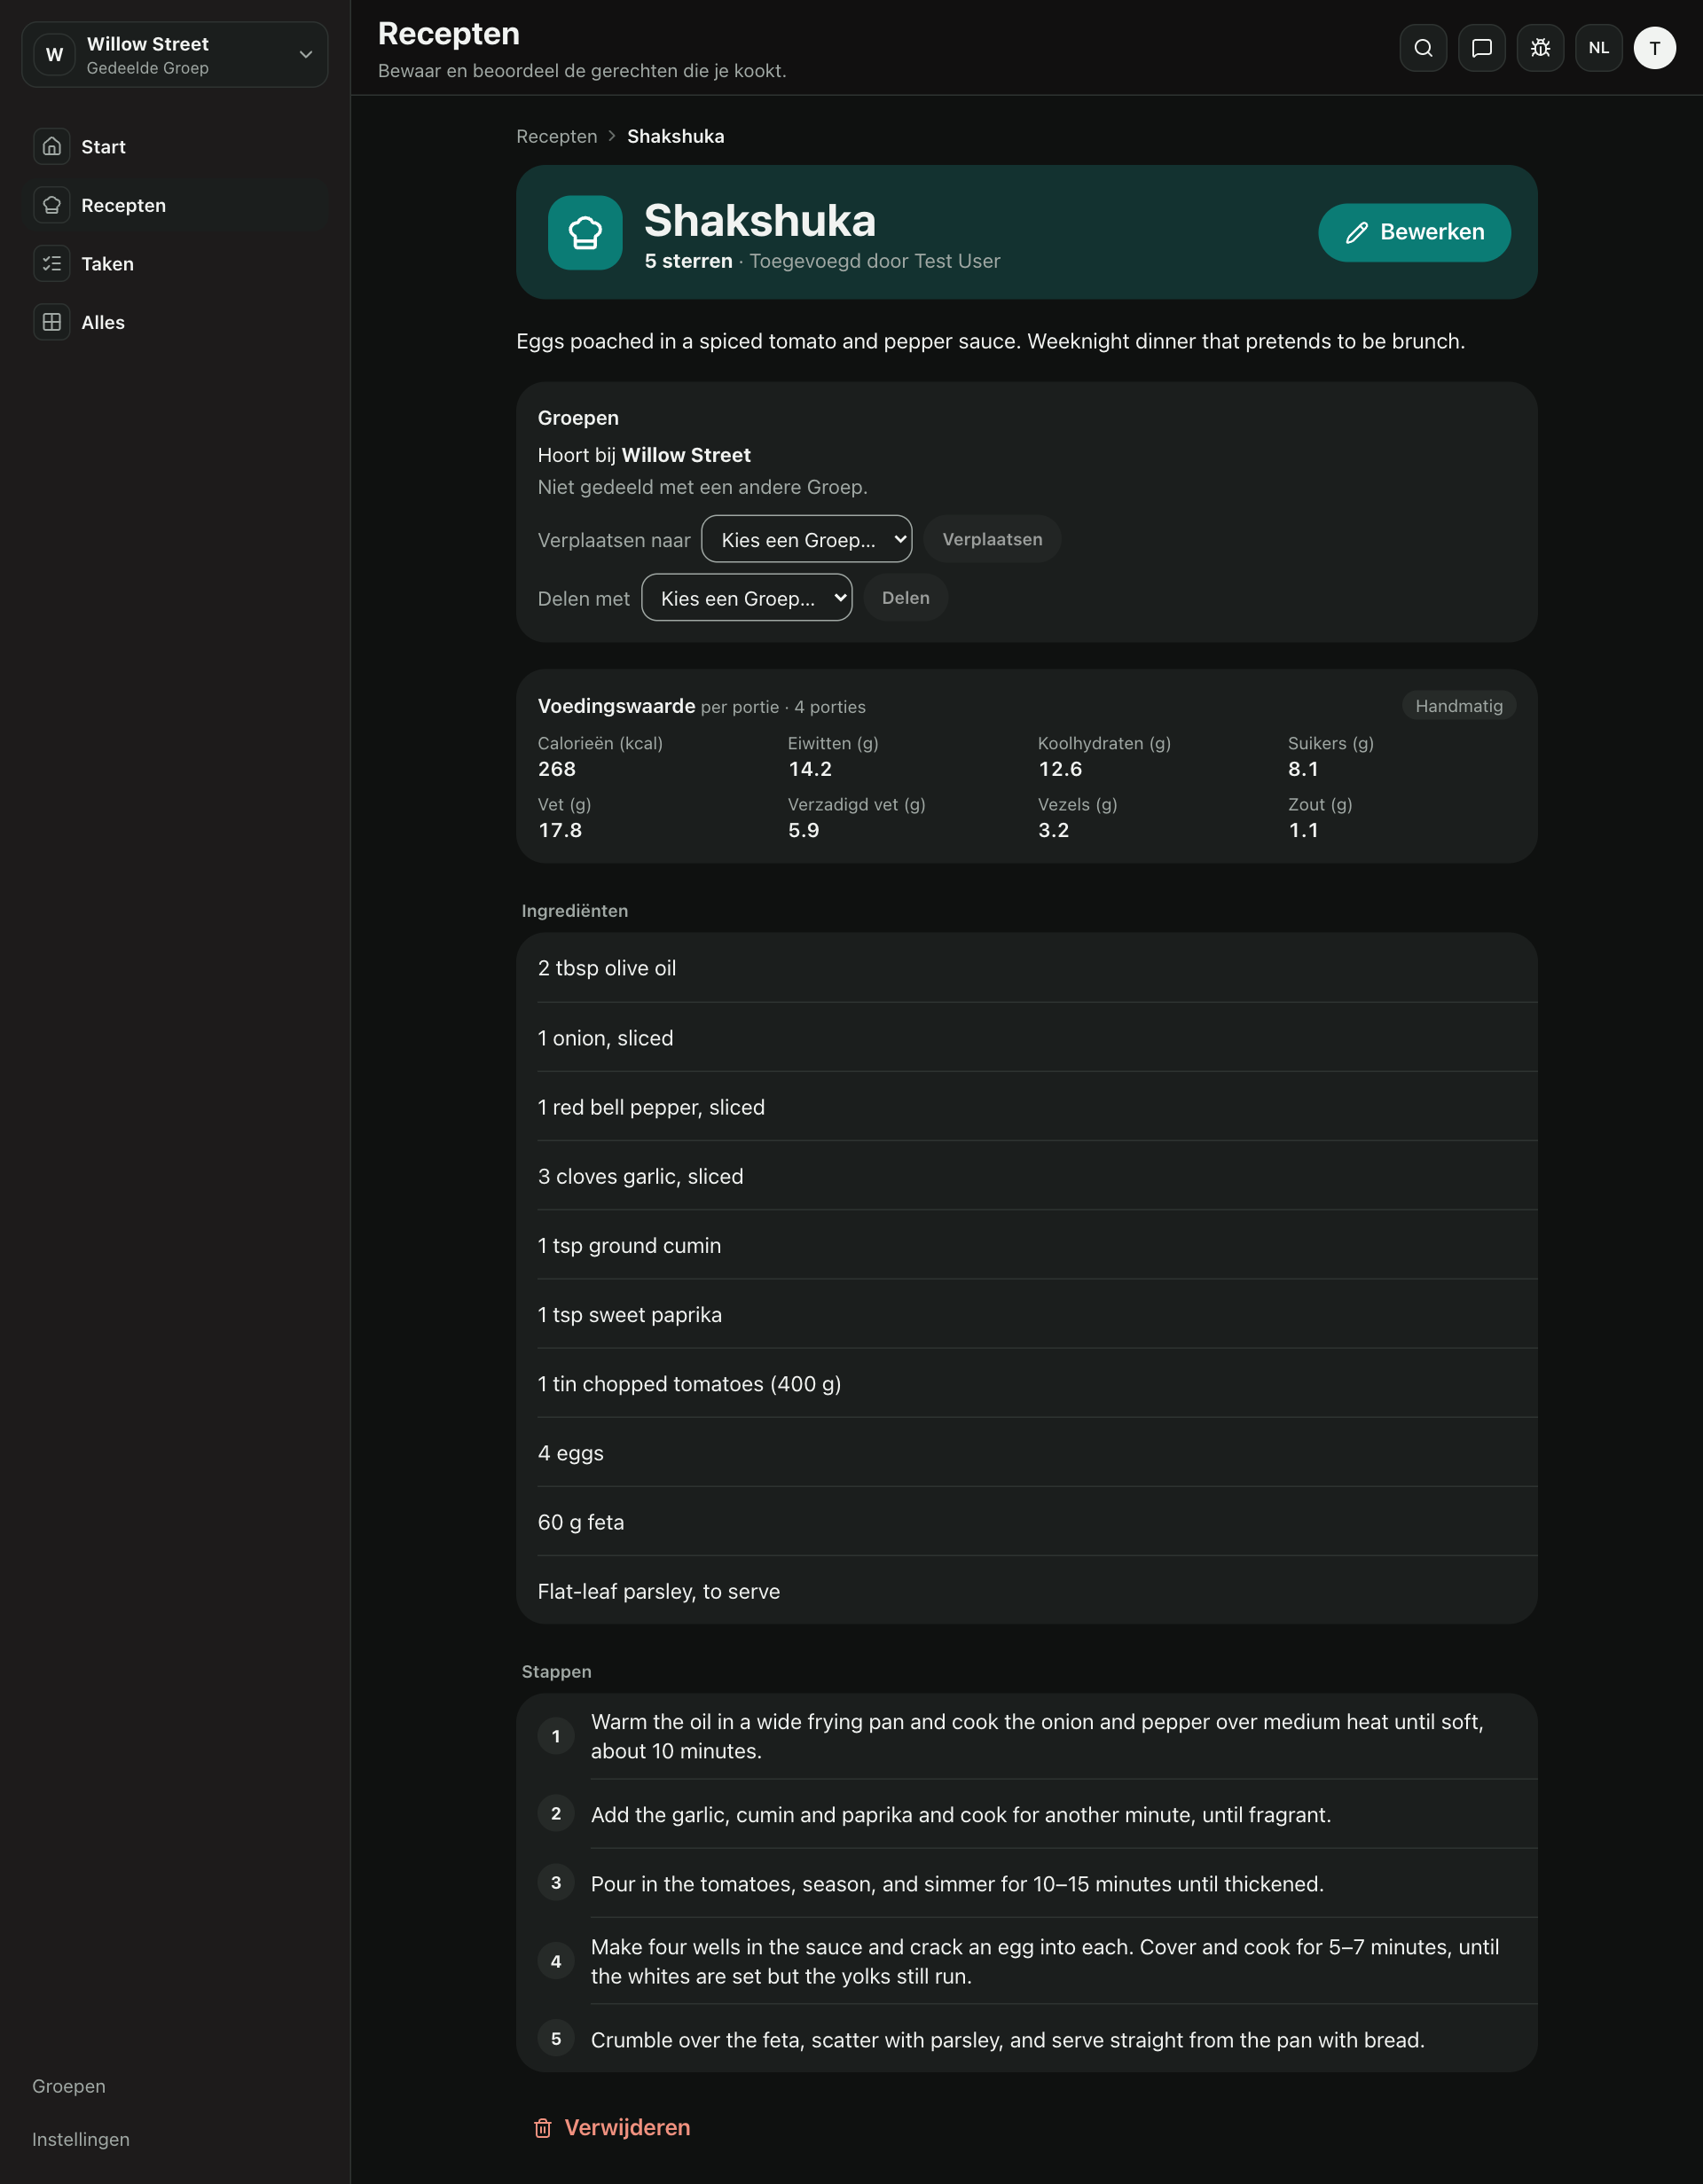 W
Willow Street
Gedeelde Groep
Start
Recepten
Taken
Alles
Groepen
Instellingen
Recepten
Bewaar en beoordeel de gerechten die je kookt.
NL
T
Recepten > Shakshuka
Shakshuka
5 sterren · Toegevoegd door Test User
Bewerken
Eggs poached in a spiced tomato and pepper sauce. Weeknight dinner that pretends to be brunch.
Groepen
Hoort bij Willow Street
Niet gedeeld met een andere Groep.
Verplaatsen naar Kies een Groep... Verplaatsen
Delen met Kies een Groep... Delen
Voedingswaarde per portie · 4 porties Handmatig
Calorieën (kcal) Eiwitten (g) Koolhydraten (g) Suikers (g)
268 14.2 12.6 8.1
Vet (g) Verzadigd vet (g) Vezels (g) Zout (g)
17.8 5.9 3.2 1.1
Ingrediënten
2 tbsp olive oil
1 onion, sliced
1 red bell pepper, sliced
3 cloves garlic, sliced
1 tsp ground cumin
1 tsp sweet paprika
1 tin chopped tomatoes (400 g)
4 eggs
60 g feta
Flat-leaf parsley, to serve
Stappen
1 Warm the oil in a wide frying pan and cook the onion and pepper over medium heat until soft,
about 10 minutes.
2 Add the garlic, cumin and paprika and cook for another minute, until fragrant.
3 Pour in the tomatoes, season, and simmer for 10–15 minutes until thickened.
4 Make four wells in the sauce and crack an egg into each. Cover and cook for 5–7 minutes, until
the whites are set but the yolks still run.
5 Crumble over the feta, scatter with parsley, and serve straight from the pan with bread.
Verwijderen